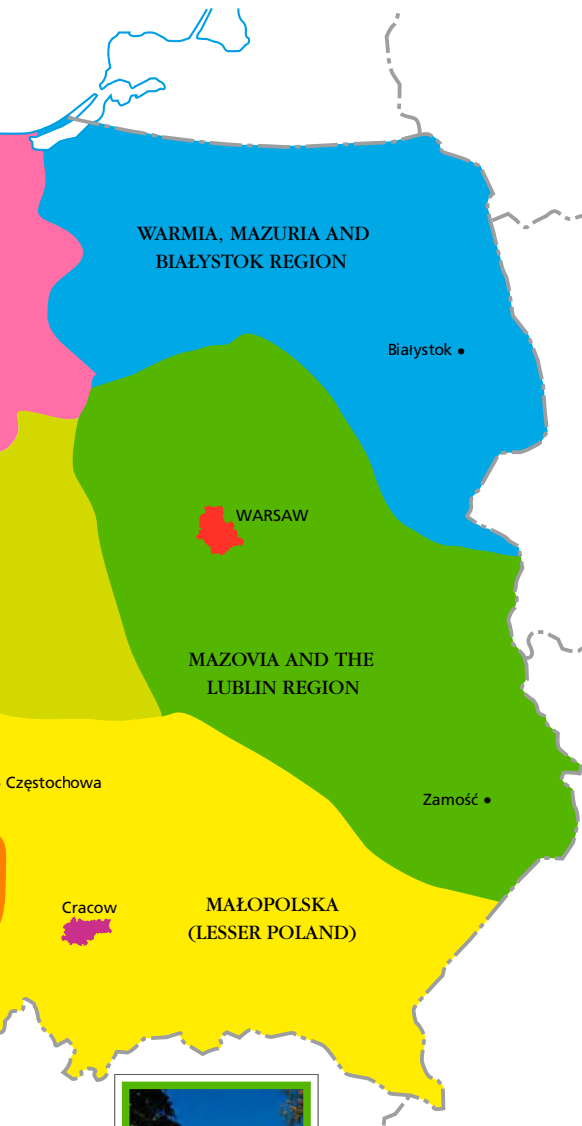 WARMIA, MAZURIA AND
BIAŁYSTOK REGION
Białystok
WARSAW
MAZOVIA AND THE
LUBLIN REGION
Częstochowa
Zamość
Cracow
MAŁOPOLSKA
(LESSER POLAND)